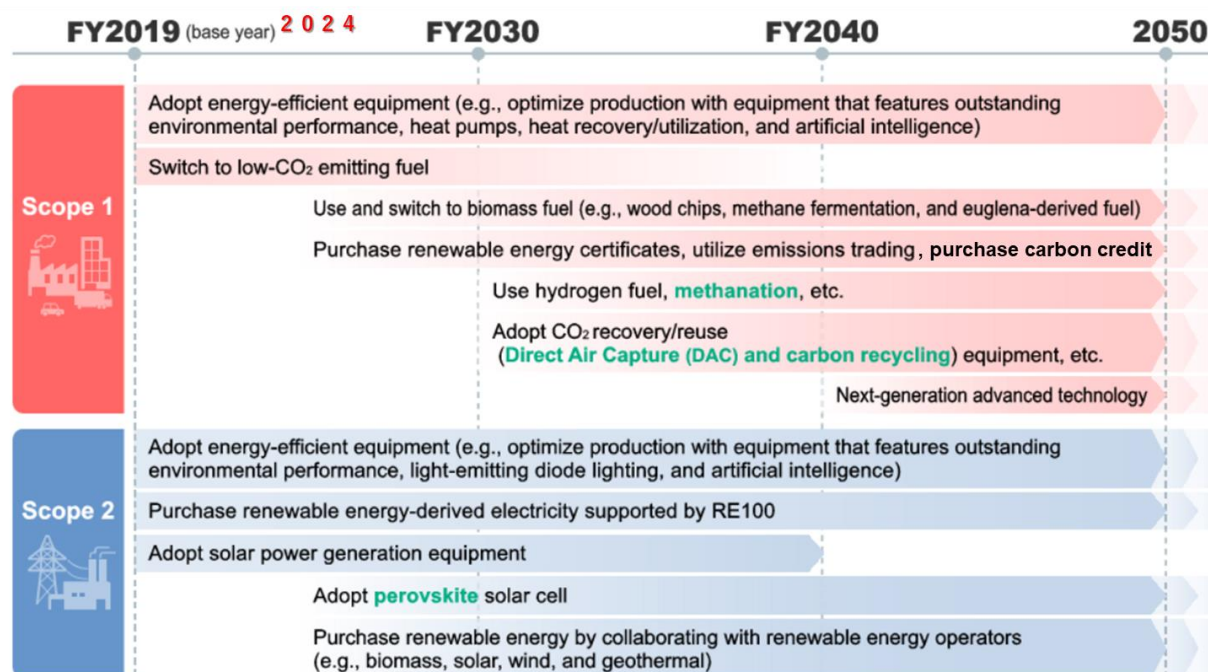 FY2019 (base year) 2024 FY2030 FY2040 2050
Scope 1
Adopt energy-efficient equipment (e.g., optimize production with equipment that features outstanding
environmental performance, heat pumps, heat recovery/utilization, and artificial intelligence)
Switch to low-CO₂ emitting fuel
Use and switch to biomass fuel (e.g., wood chips, methane fermentation, and euglena-derived fuel)
Purchase renewable energy certificates, utilize emissions trading, purchase carbon credit
Use hydrogen fuel, methanation, etc.
Adopt CO₂ recovery/reuse
(Direct Air Capture (DAC) and carbon recycling) equipment, etc.
Next-generation advanced technology
Scope 2
Adopt energy-efficient equipment (e.g., optimize production with equipment that features outstanding
environmental performance, light-emitting diode lighting, and artificial intelligence)
Purchase renewable energy-derived electricity supported by RE100
Adopt solar power generation equipment
Adopt perovskite solar cell
Purchase renewable energy by collaborating with renewable energy operators
(e.g., biomass, solar, wind, and geothermal)